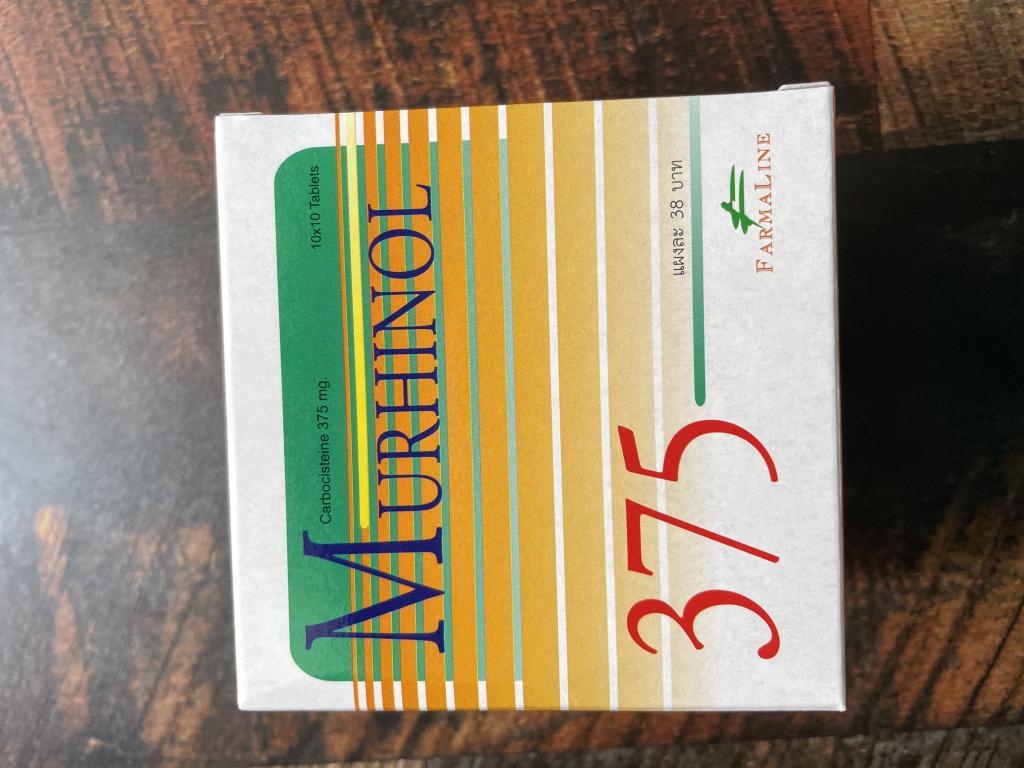 Carbocisteine 375 mg.
10x10 Tablets
MURHINOL
375
แผงละ 38 บาท
FARMALINE